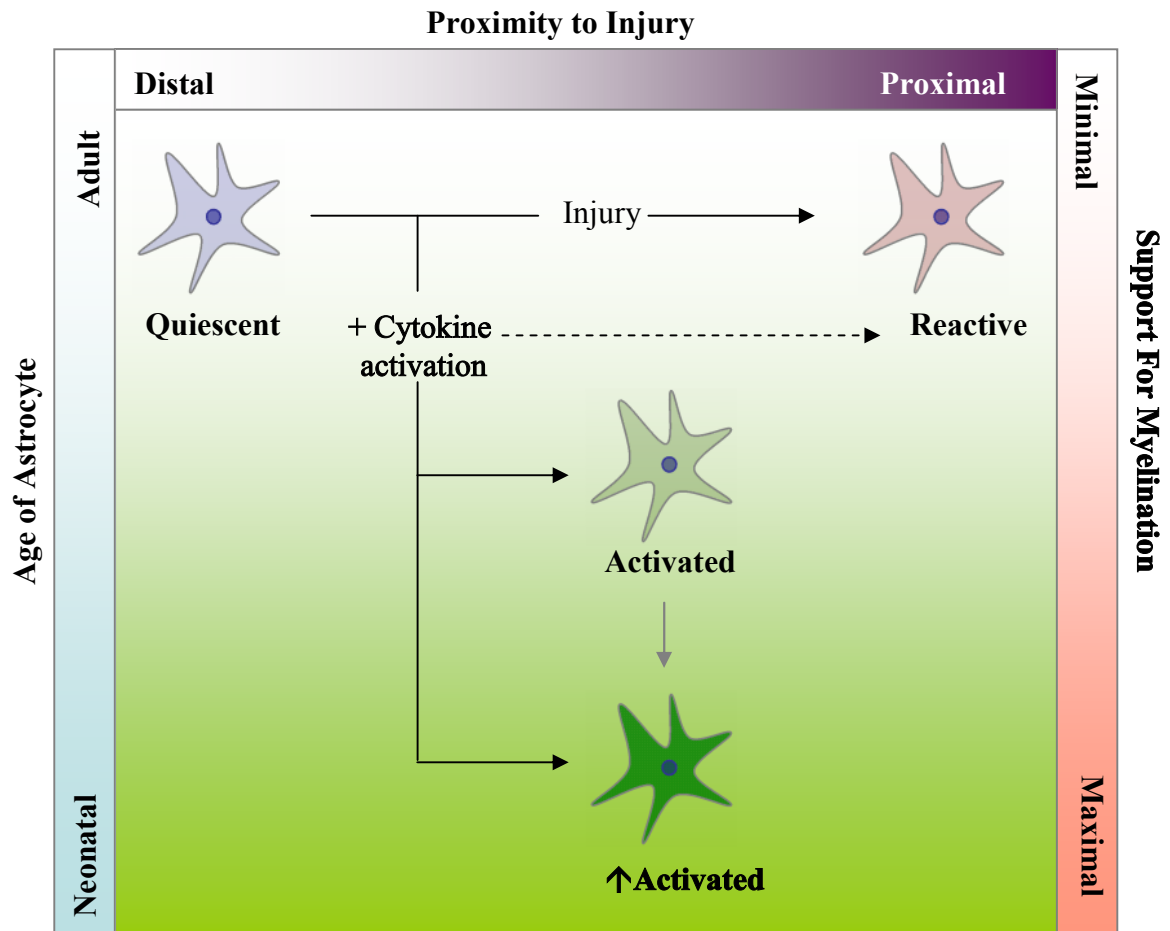 Proximity to Injury
Distal
Proximal
Adult
Minimal
Injury
Quiescent
+ Cytokine
activation
Reactive
Age of Astrocyte
Support For Myelination
Activated
Neonatal
Maximal
↑Activated